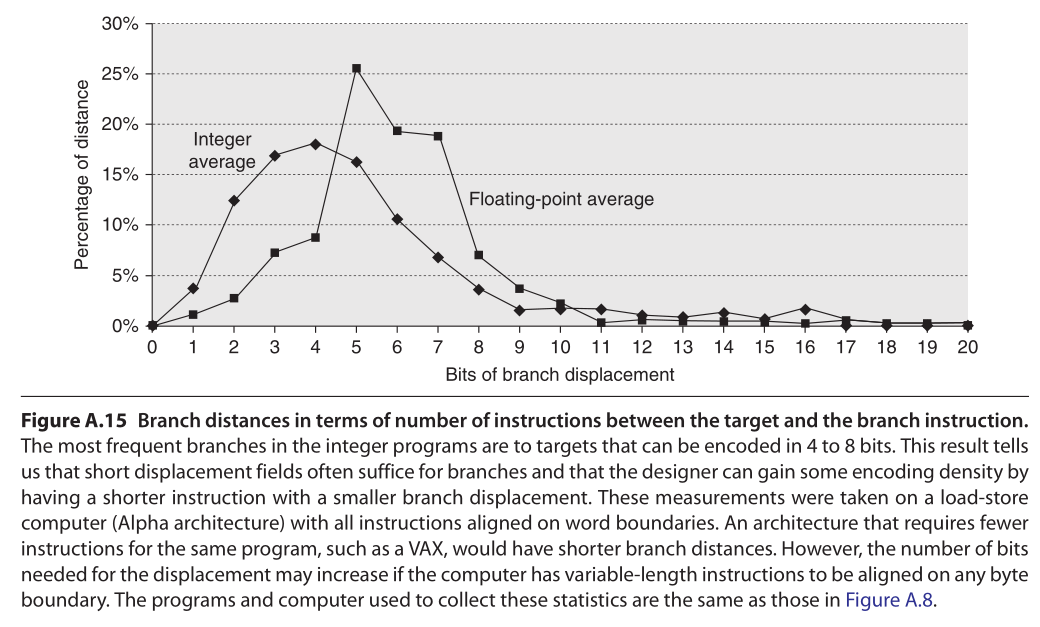 30%
25%
20%
15%
10%
5%
0%
Percentage of distance
Integer
average
Floating-point average
0 1 2 3 4 5 6 7 8 9 10 11 12 13 14 15 16 17 18 19 20
Bits of branch displacement
Figure A.15 Branch distances in terms of number of instructions between the target and the branch instruction.
The most frequent branches in the integer programs are to targets that can be encoded in 4 to 8 bits. This result tells
us that short displacement fields often suffice for branches and that the designer can gain some encoding density by
having a shorter instruction with a smaller branch displacement. These measurements were taken on a load-store
computer (Alpha architecture) with all instructions aligned on word boundaries. An architecture that requires fewer
instructions for the same program, such as a VAX, would have shorter branch distances. However, the number of bits
needed for the displacement may increase if the computer has variable-length instructions to be aligned on any byte
boundary. The programs and computer used to collect these statistics are the same as those in Figure A.8.